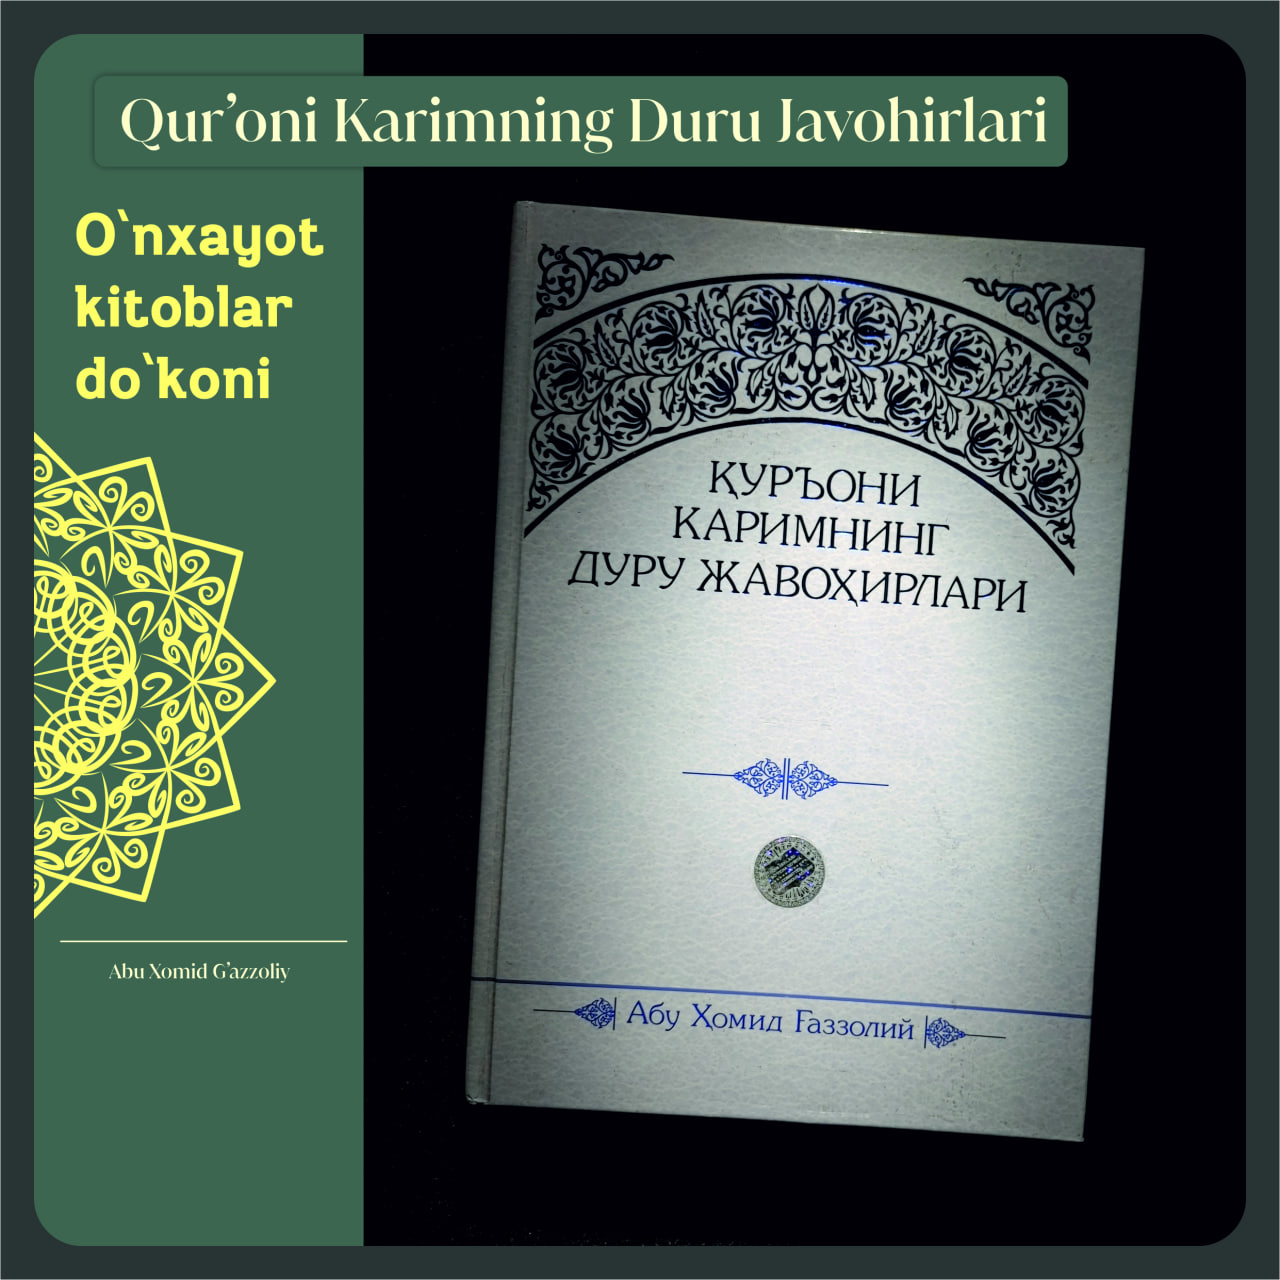 Qur’oni Karimning Duru Javohirlari
O`nxayot
kitoblar
do`koni
Abu Xomid G’azzoliy
ҚУРЪОНИ
КАРИМНИНГ
ДУРУ ЖАВОҲИРЛАРИ
Абу Ҳомид Ғаззолий